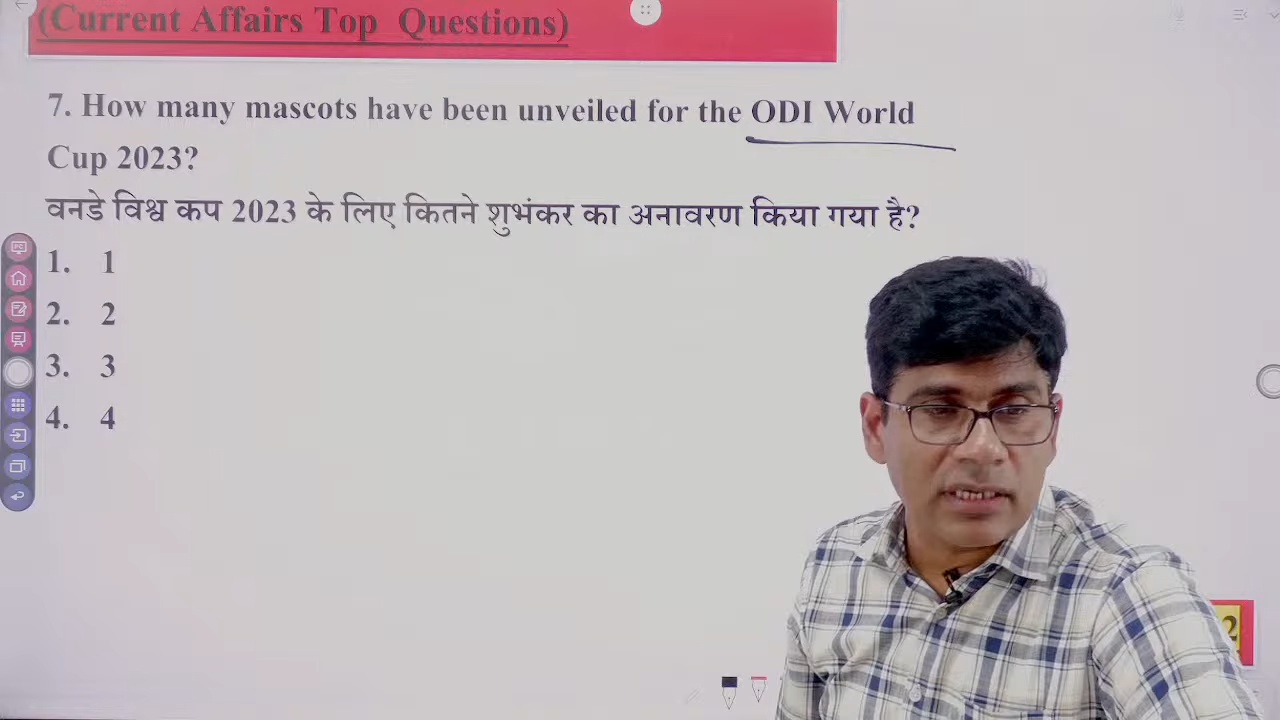 (Current Affairs Top Questions)
7. How many mascots have been unveiled for the ODI World
Cup 2023?
वनडे विश्व कप 2023 के लिए कितने शुभंकर का अनावरण किया गया है?
1. 1
2. 2
3. 3
4. 4
2